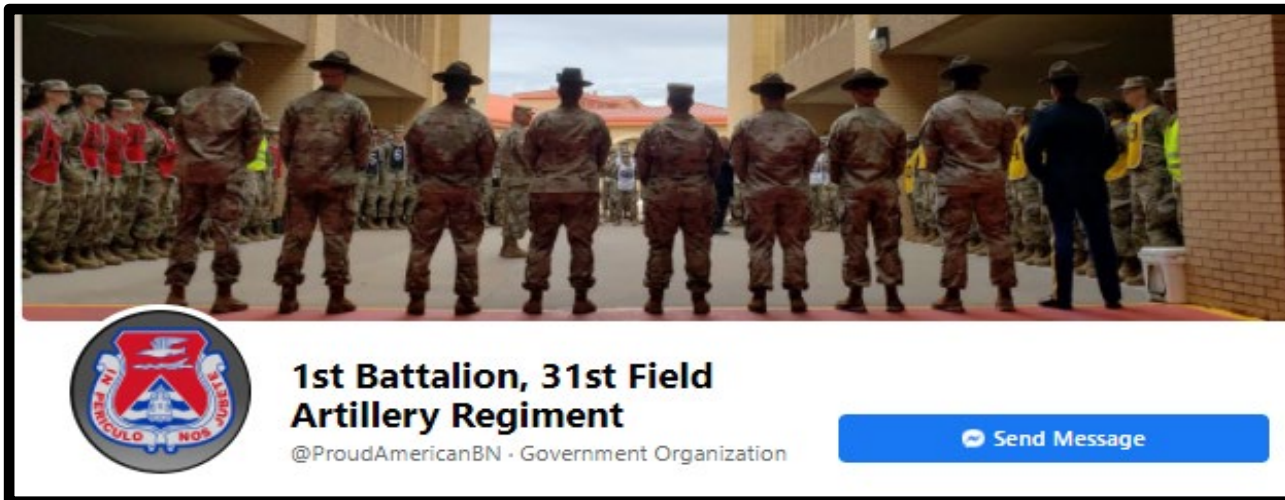 1st Battalion, 31st Field
Artillery Regiment
@ProudAmericanBN · Government Organization
Send Message
IN PERICULO NOS JUBETE